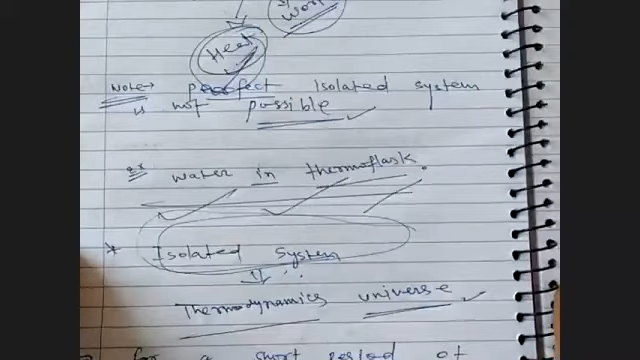 Work
Heat
Note→ perfect Isolated system
is not possible
ex water in thermoflask.
* Isolated System
⇓
Thermodynamics universe
for a short period of